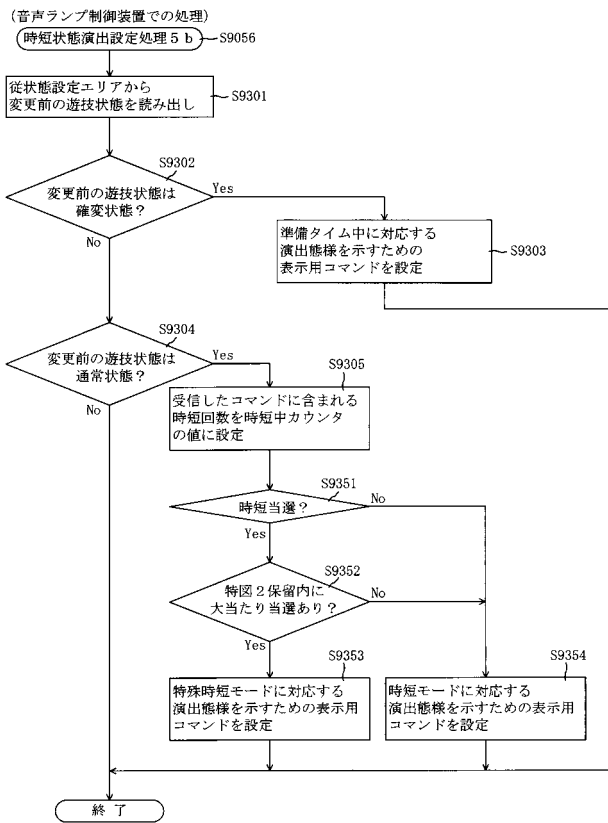 (音声ランプ制御装置での処理)
時短状態演出設定処理5b
S9056
従状態設定エリアから
変更前の遊技状態を読み出し
S9301
S9302
変更前の遊技状態は
確変状態?
Yes
No
準備タイム中に対応する
演出態様を示すための
表示用コマンドを設定
S9303
S9304
変更前の遊技状態は
通常状態?
Yes
No
S9305
受信したコマンドに含まれる
時短回数を時短中カウンタ
の値に設定
S9351
時短当選?
No
Yes
S9352
特図2保留内に
大当たり当選あり?
No
Yes
S9353
特殊時短モードに対応する
演出態様を示すための表示用
コマンドを設定
S9354
時短モードに対応する
演出態様を示すための表示用
コマンドを設定
終了